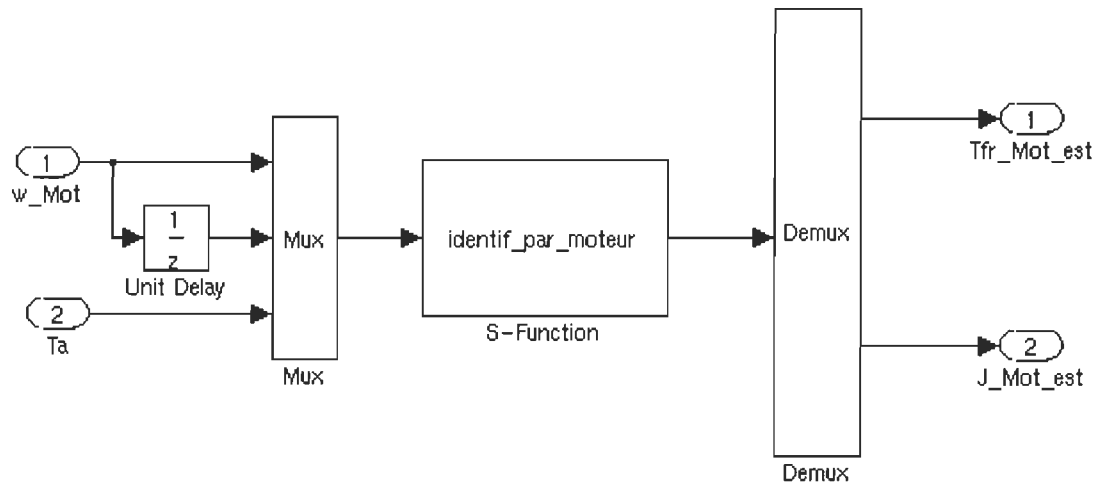 1
w_Mot
1
z
Unit Delay
2
Ta
Mux
Mux
identif_par_moteur
S-Function
Demux
Demux
1
Tfr_Mot_est
2
J_Mot_est